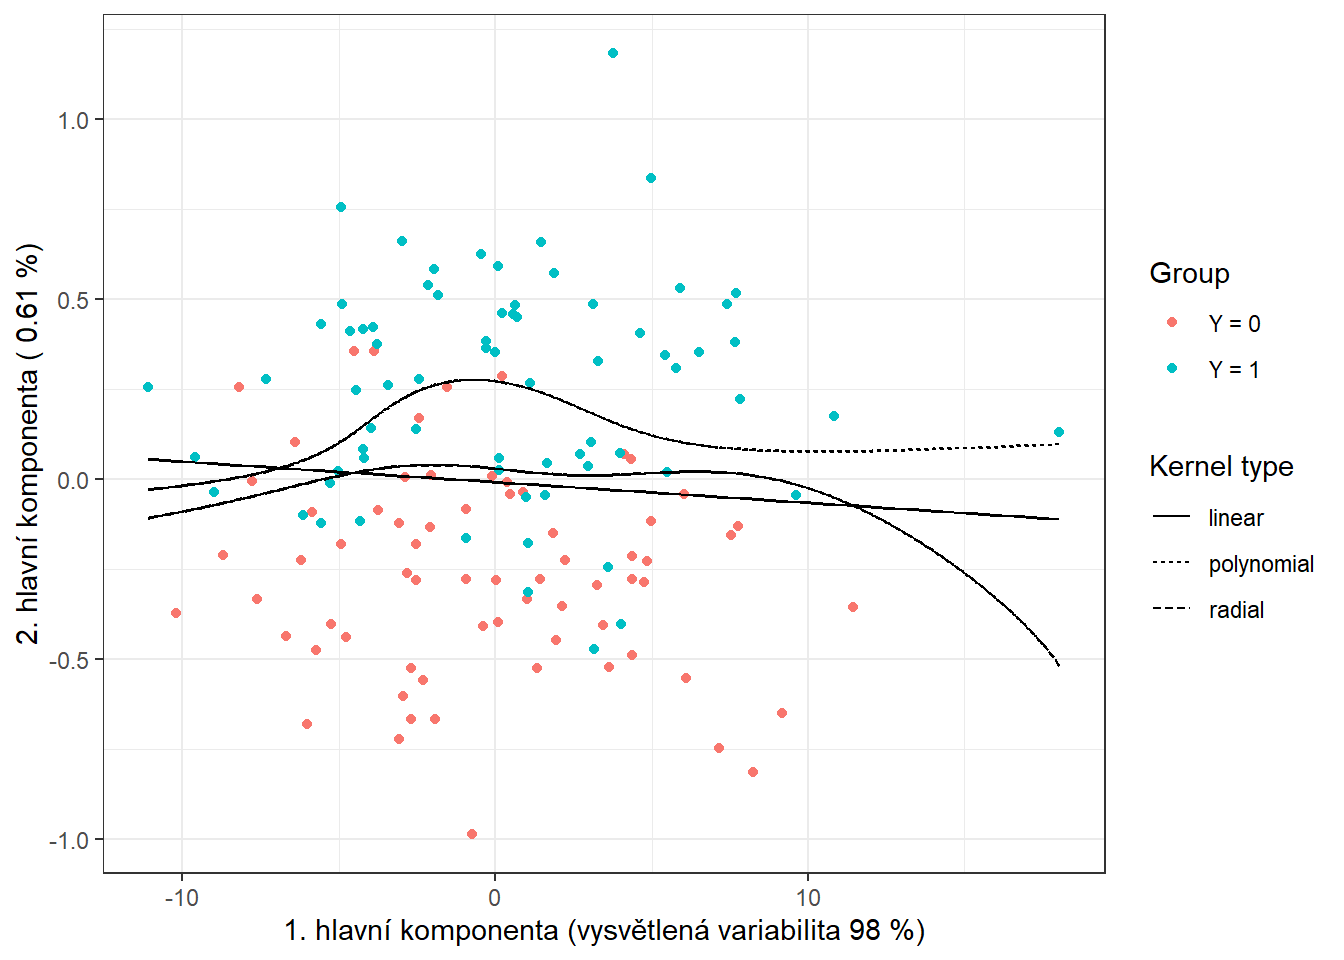 2. hlavní komponenta ( 0.61 %)
1.0
0.5
0.0
-0.5
-1.0
-10
0
10
1. hlavní komponenta (vysvětlená variabilita 98 %)
Group
Y = 0
Y = 1
Kernel type
linear
polynomial
radial